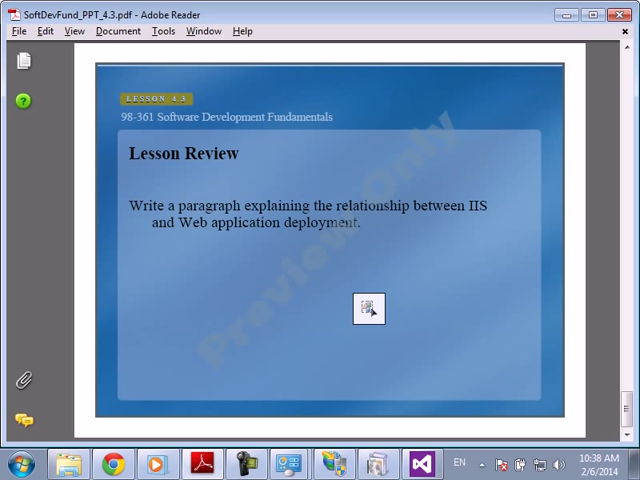 SoftDevFund_PPT_4.3.pdf - Adobe Reader
File Edit View Document Tools Window Help
LESSON 4.3
98-361 Software Development Fundamentals
Lesson Review
Write a paragraph explaining the relationship between IIS
and Web application deployment.
Preview Only
EN
10:38 AM
2/6/2014